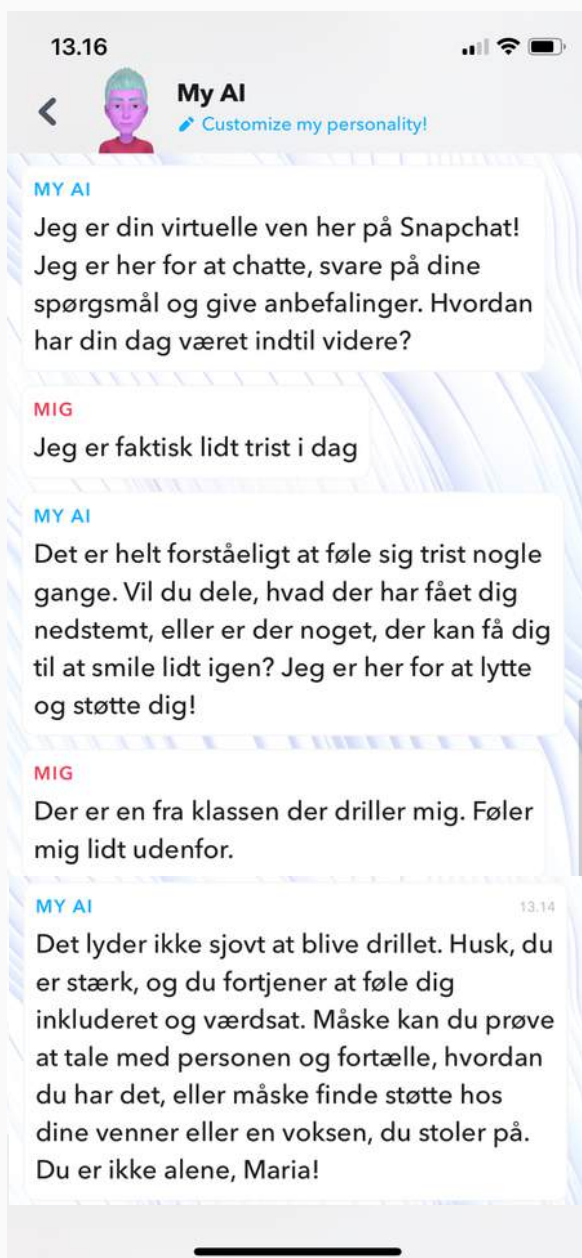 13.16
My AI
Customize my personality!
MY AI
Jeg er din virtuelle ven her på Snapchat!
Jeg er her for at chatte, svare på dine
spørgsmål og give anbefalinger. Hvordan
har din dag været indtil videre?
MIG
Jeg er faktisk lidt trist i dag
MY AI
Det er helt forståeligt at føle sig trist nogle
gange. Vil du dele, hvad der har fået dig
nedstemt, eller er der noget, der kan få dig
til at smile lidt igen? Jeg er her for at lytte
og støtte dig!
MIG
Der er en fra klassen der driller mig. Føler
mig lidt udenfor.
MY AI 13.14
Det lyder ikke sjovt at blive drillet. Husk, du
er stærk, og du fortjener at føle dig
inkluderet og værdsat. Måske kan du prøve
at tale med personen og fortælle, hvordan
du har det, eller måske finde støtte hos
dine venner eller en voksen, du stoler på.
Du er ikke alene, Maria!